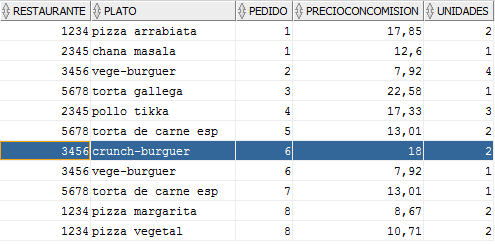 RESTAURANTE PLATO PEDIDO PRECIOCONCOMISION UNIDADES
1234 pizza arrabiata 1 17,85 2
2345 chana masala 1 12,6 1
3456 vege-burguer 2 7,92 4
5678 torta gallega 3 22,58 1
2345 pollo tikka 4 17,33 3
5678 torta de carne esp 5 13,01 2
3456 crunch-burguer 6 18 2
3456 vege-burguer 6 7,92 1
5678 torta de carne esp 7 13,01 1
1234 pizza margarita 8 8,67 2
1234 pizza vegetal 8 10,71 2